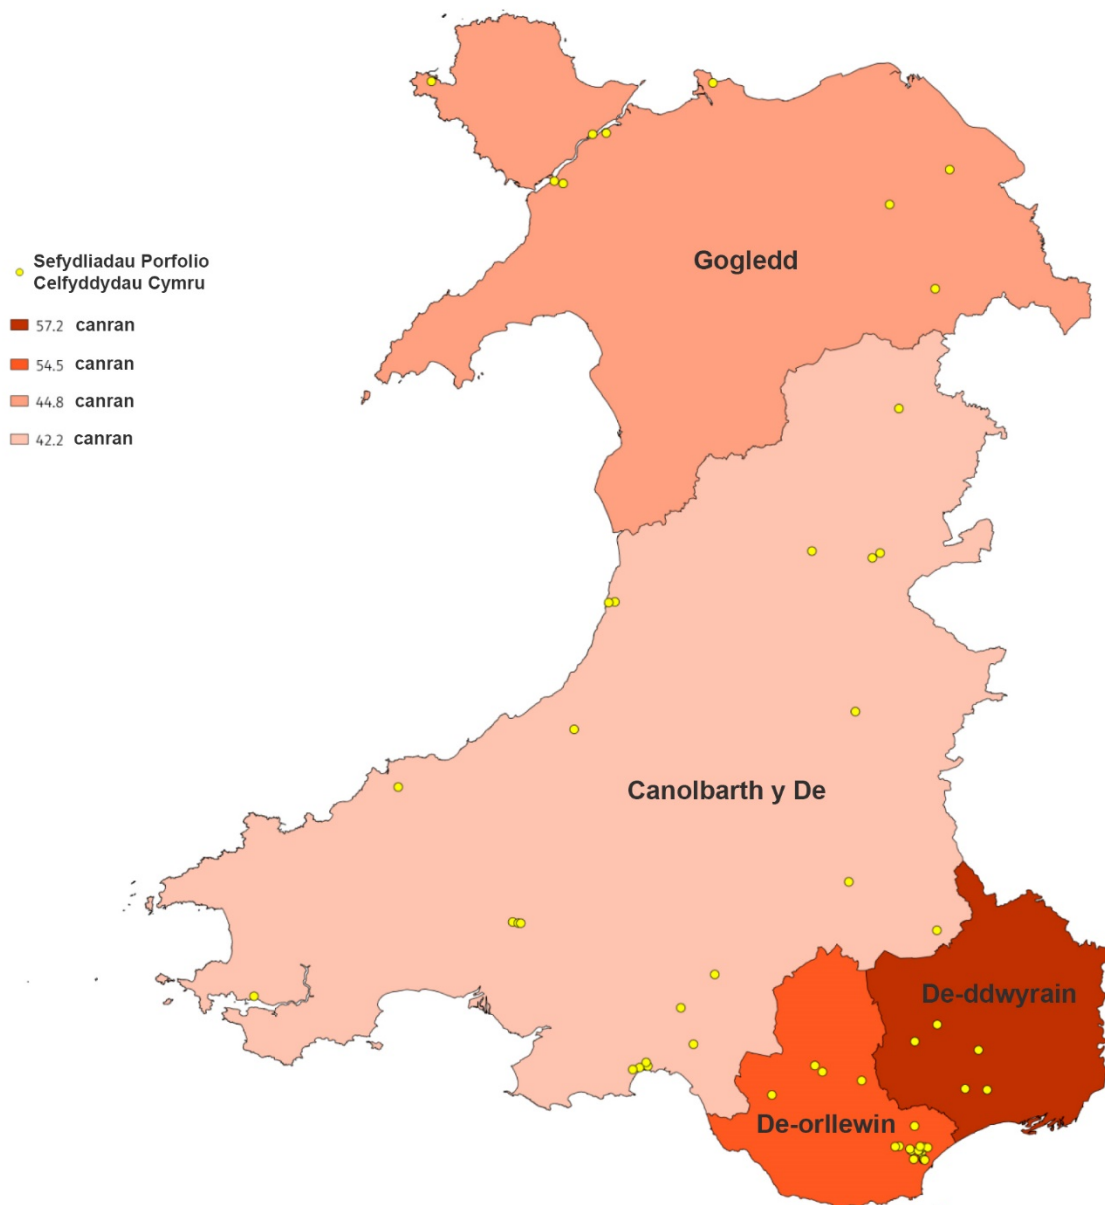 Sefydliadau Porfolio
Celfyddydau Cymru
57.2 canran
54.5 canran
44.8 canran
42.2 canran
Gogledd
Canolbarth y De
De-ddwyrain
De-orllewin